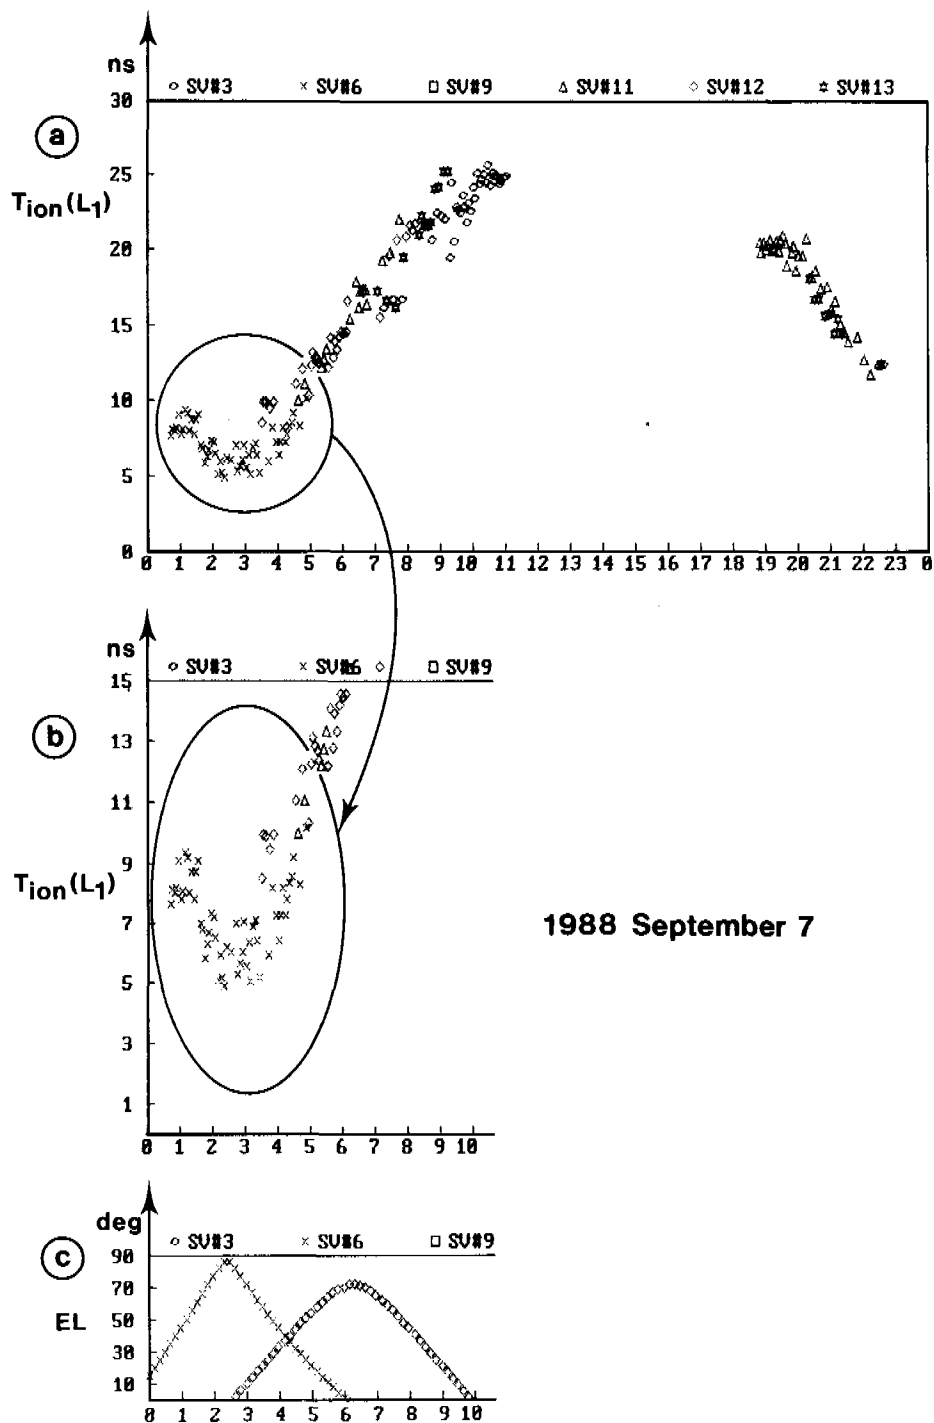 ns
○ SV#3 × SV#6 □ SV#9 △ SV#11 ◇ SV#12 ✡ SV#13
30
a
25
Tion(L1)
20
15
10
5
0
0 1 2 3 4 5 6 7 8 9 10 11 12 13 14 15 16 17 18 19 20 21 22 23 0
ns
○ SV#3 × SV#6 ◇ □ SV#9
15
b
13
11
9
Tion(L1)
7
1988 September 7
5
3
1
0 1 2 3 4 5 6 7 8 9 10
deg
○ SV#3 × SV#6 □ SV#9
c
90
70
EL
50
30
10
0 1 2 3 4 5 6 7 8 9 10